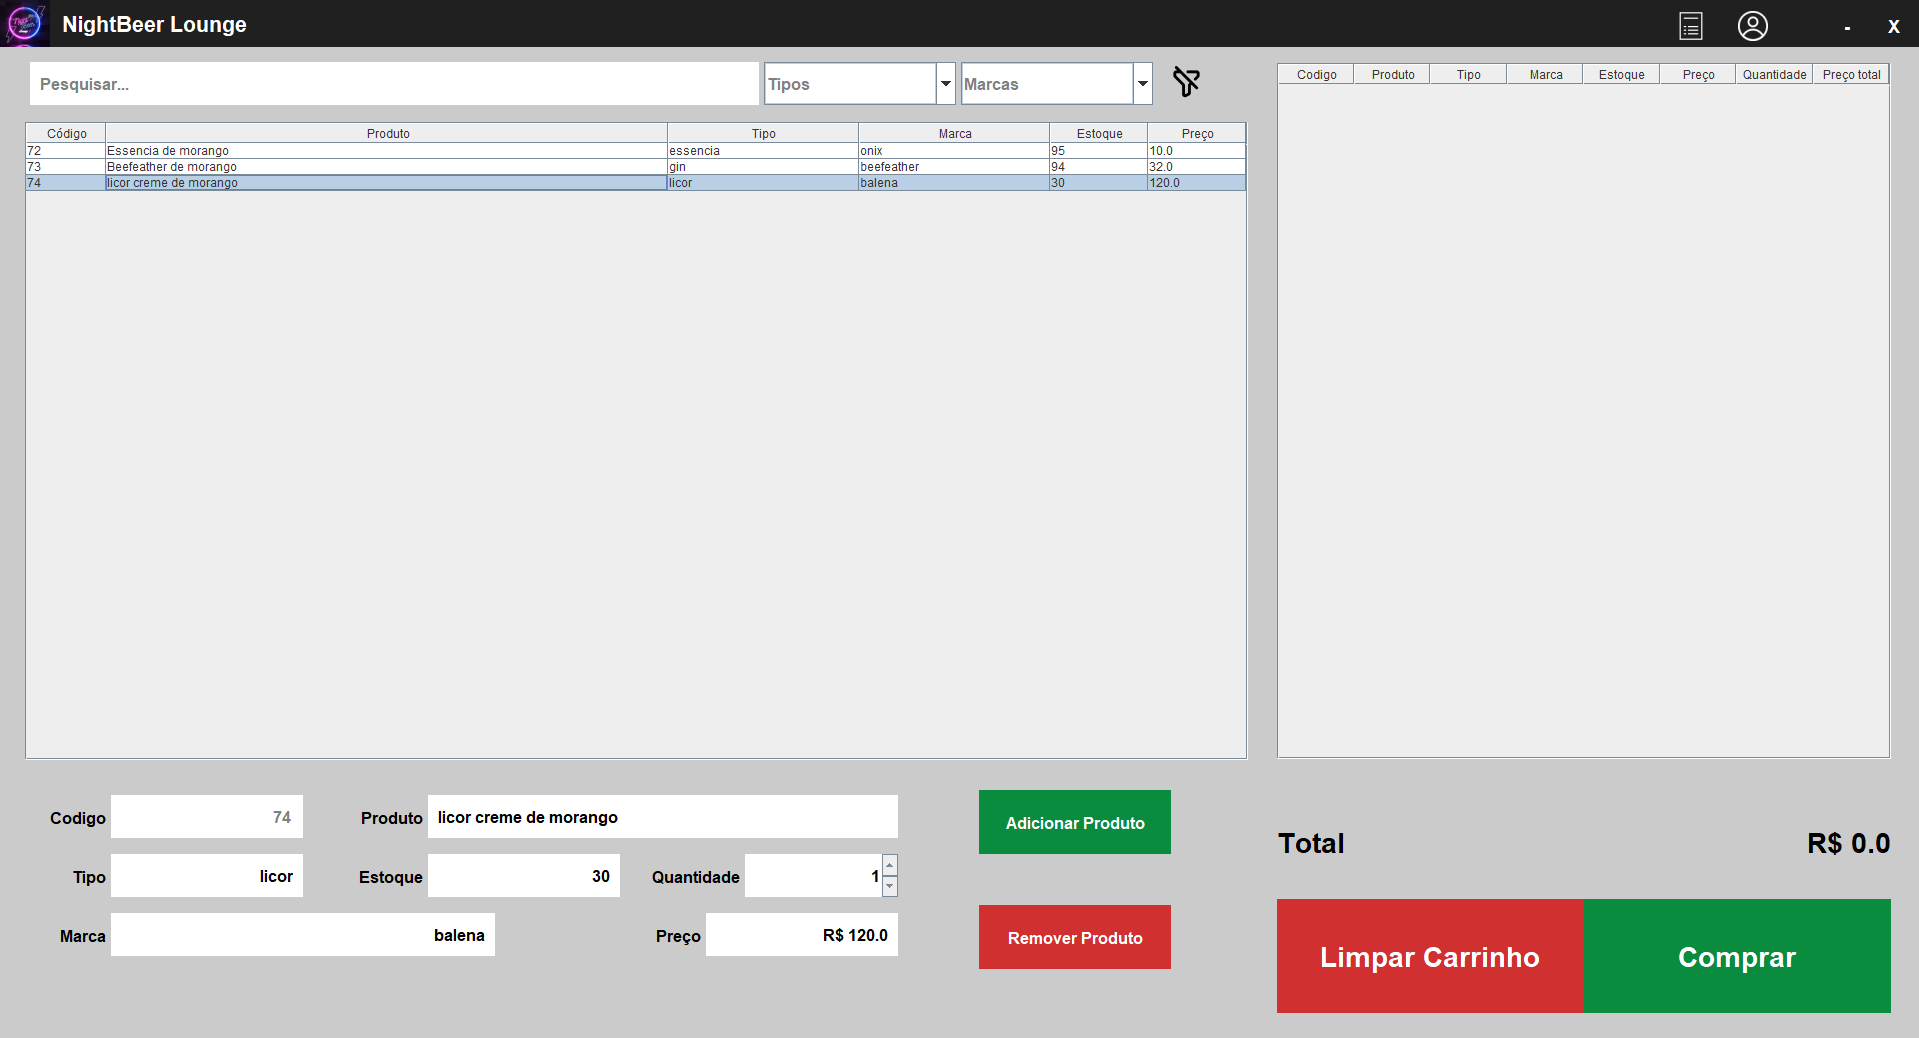 NightBeer Lounge
- X
Pesquisar... Tipos Marcas
Código Produto Tipo Marca Estoque Preço
72 Essencia de morango essencia onix 95 10.0
73 Beefeather de morango gin beefeather 94 32.0
74 licor creme de morango licor balena 30 120.0
Codigo Produto Tipo Marca Estoque Preço Quantidade Preço total
Codigo 74 Produto licor creme de morango
Tipo licor Estoque 30 Quantidade 1
Marca balena Preço R$ 120.0
Adicionar Produto
Remover Produto
Total R$ 0.0
Limpar Carrinho Comprar